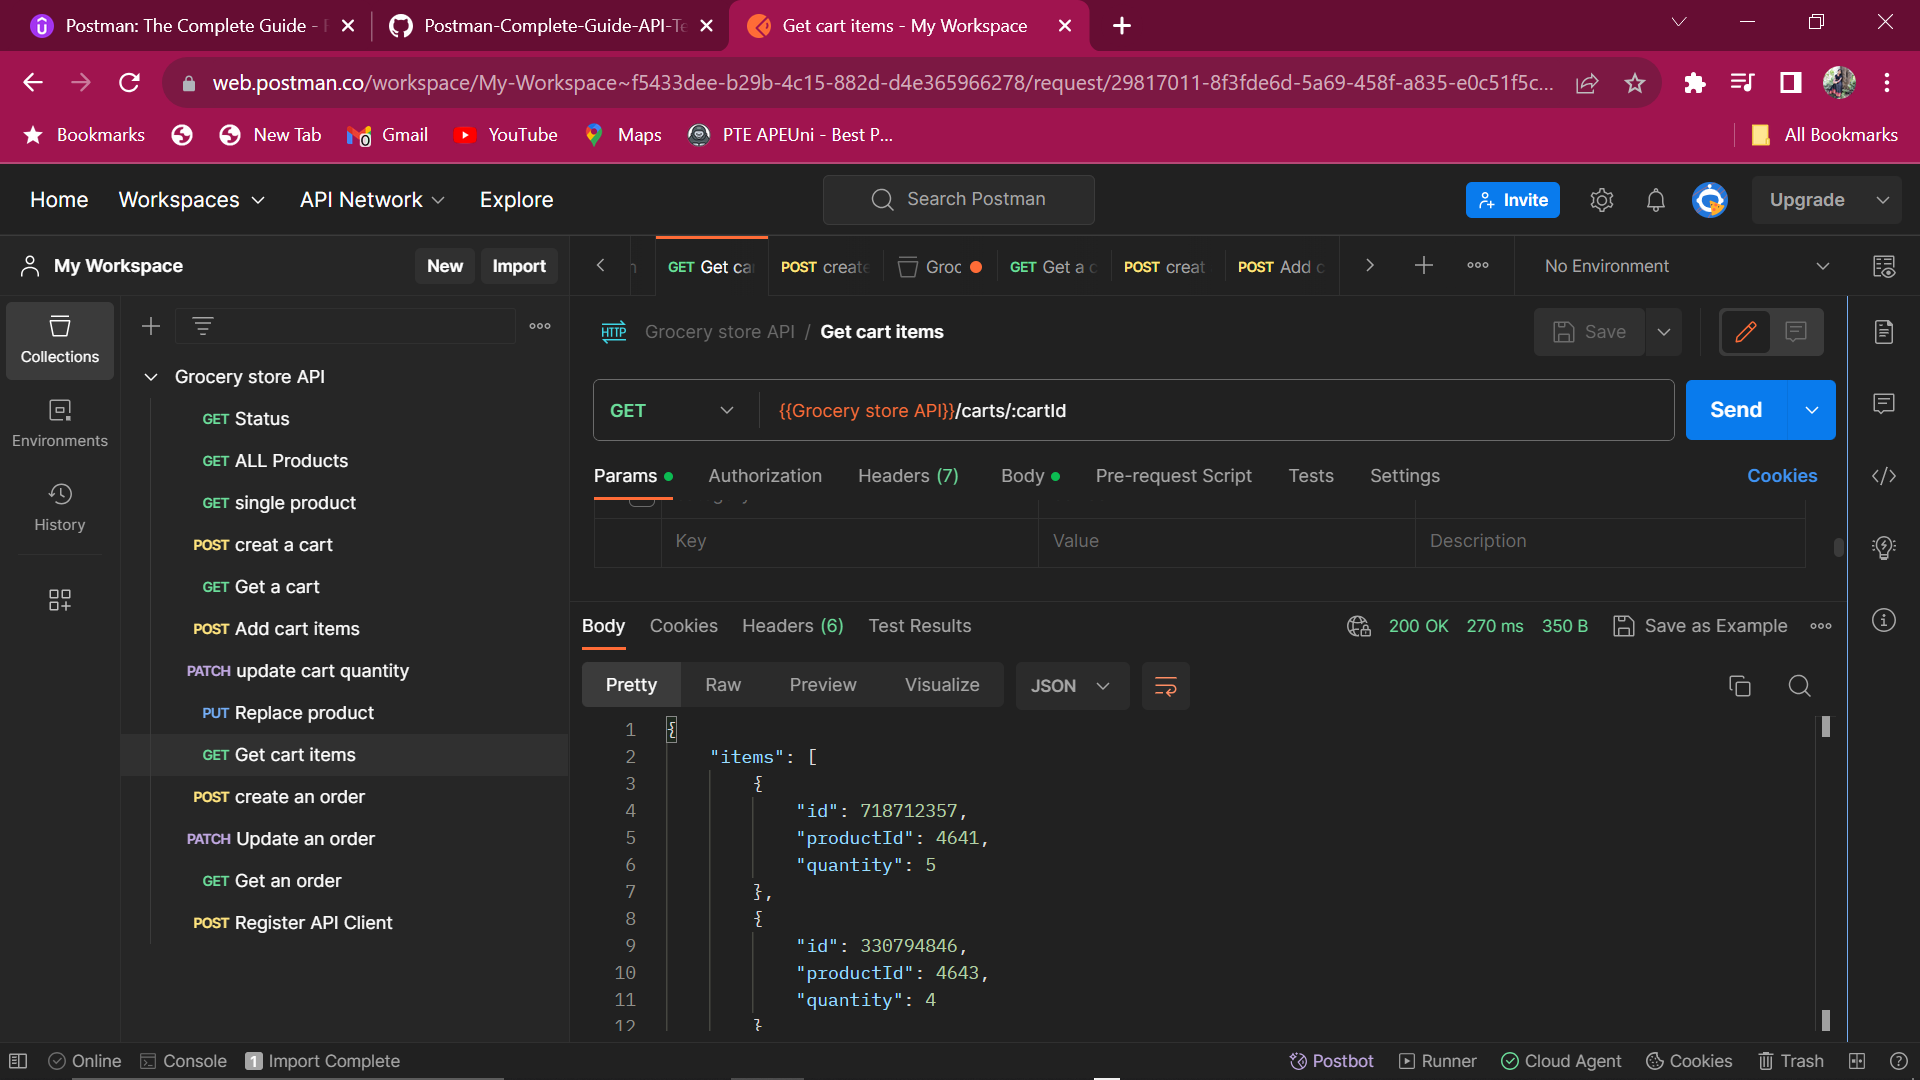 Postman: The Complete Guide -
Postman-Complete-Guide-API-Te
Get cart items - My Workspace
web.postman.co/workspace/My-Workspace~f5433dee-b29b-4c15-882d-d4e365966278/request/29817011-8f3fde6d-5a69-458f-a835-e0c51f5c...
Bookmarks
New Tab
0
Gmail
YouTube
Maps
PTE APEUni - Best P...
All Bookmarks
Home
Workspaces
API Network
Explore
Search Postman
Invite
Upgrade
My Workspace
New
Import
GET Get ca
POST create
Groc
GET Get a c
POST creat
POST Add c
No Environment
Collections
Environments
History
Grocery store API
GET Status
GET ALL Products
GET single product
POST creat a cart
GET Get a cart
POST Add cart items
PATCH update cart quantity
PUT Replace product
GET Get cart items
POST create an order
PATCH Update an order
GET Get an order
POST Register API Client
HTTP Grocery store API / Get cart items
Save
GET {{Grocery store API}}/carts/:cartId
Send
Params
Authorization
Headers (7)
Body
Pre-request Script
Tests
Settings
Cookies
Key
Value
Description
Body
Cookies
Headers (6)
Test Results
200 OK 270 ms 350 B
Save as Example
Pretty
Raw
Preview
Visualize
JSON
1 {
2 "items": [
3 {
4 "id": 718712357,
5 "productId": 4641,
6 "quantity": 5
7 },
8 {
9 "id": 330794846,
10 "productId": 4643,
11 "quantity": 4
12 }
Online
Console
1 Import Complete
Postbot
Runner
Cloud Agent
Cookies
Trash